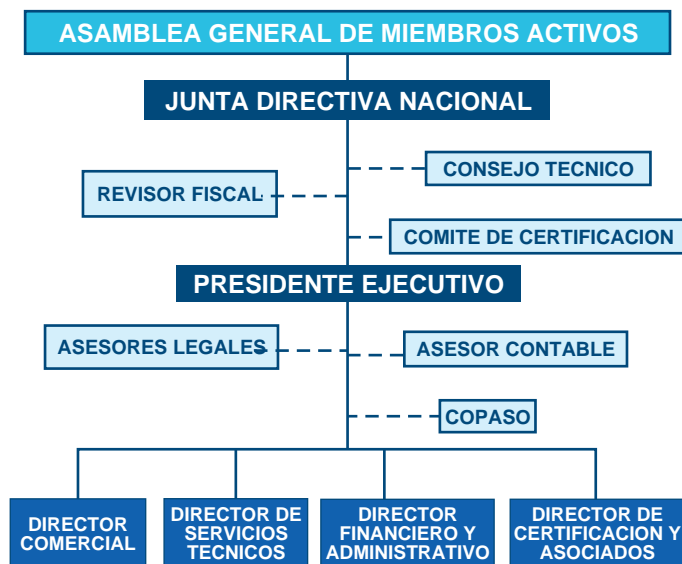 ASAMBLEA GENERAL DE MIEMBROS ACTIVOS
JUNTA DIRECTIVA NACIONAL
CONSEJO TECNICO
REVISOR FISCAL
COMITE DE CERTIFICACION
PRESIDENTE EJECUTIVO
ASESORES LEGALES
ASESOR CONTABLE
COPASO
DIRECTOR
COMERCIAL
DIRECTOR DE
SERVICIOS
TECNICOS
DIRECTOR
FINANCIERO Y
ADMINISTRATIVO
DIRECTOR DE
CERTIFICACION Y
ASOCIADOS